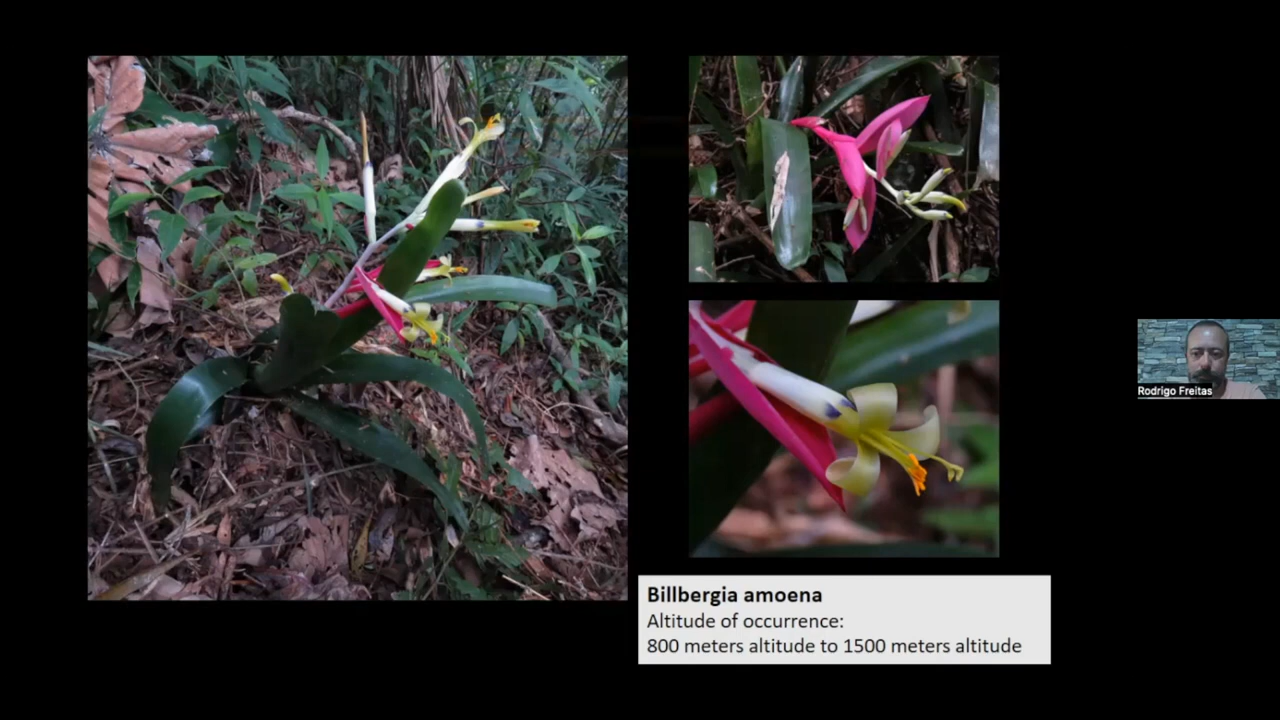 Rodrigo Freitas
Billbergia amoena
Altitude of occurrence:
800 meters altitude to 1500 meters altitude